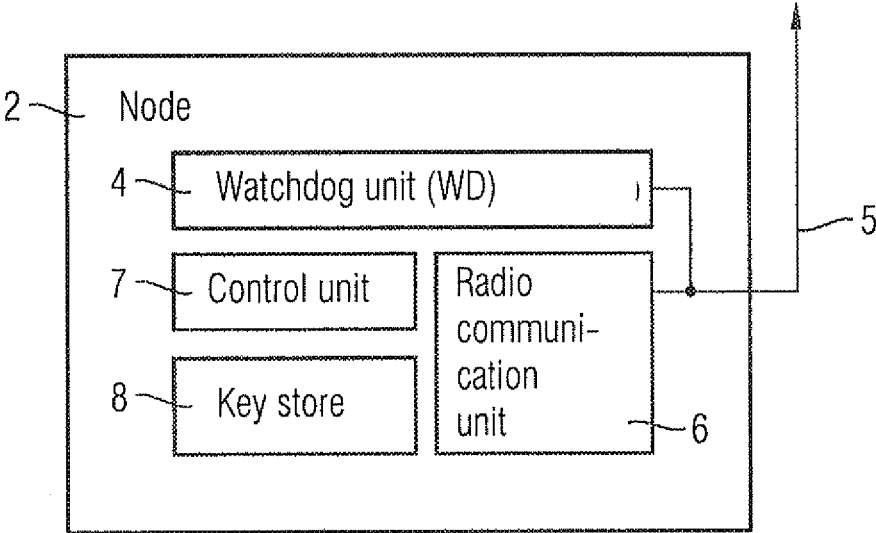 2 Node
4 Watchdog unit (WD)
5
7 Control unit
Radio
communi-
cation
unit
8 Key store
6